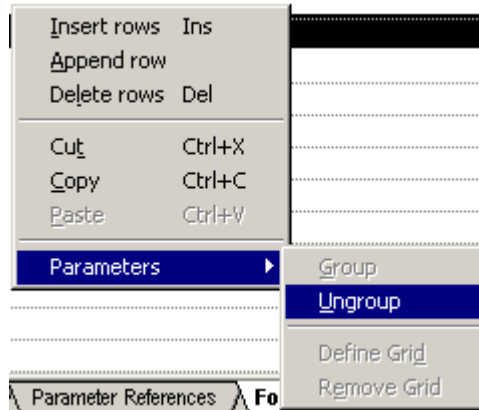 Insert rows Ins
Append row
Delete rows Del
Cut Ctrl+X
Copy Ctrl+C
Paste Ctrl+V
Parameters
Group
Ungroup
Define Grid
Remove Grid
Parameter References Fo